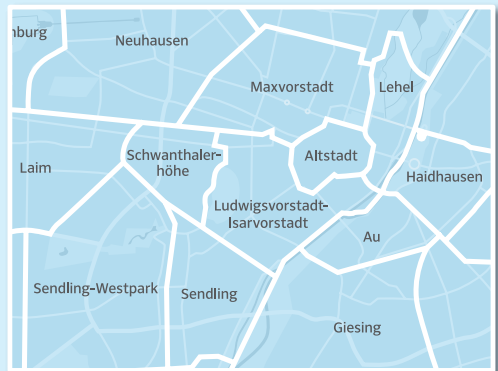 nburg
Neuhausen
Maxvorstadt
Lehel
Schwanthaler-
höhe
Altstadt
Laim
Haidhausen
Ludwigsvorstadt-
Isarvorstadt
Au
Sendling-Westpark
Sendling
Giesing